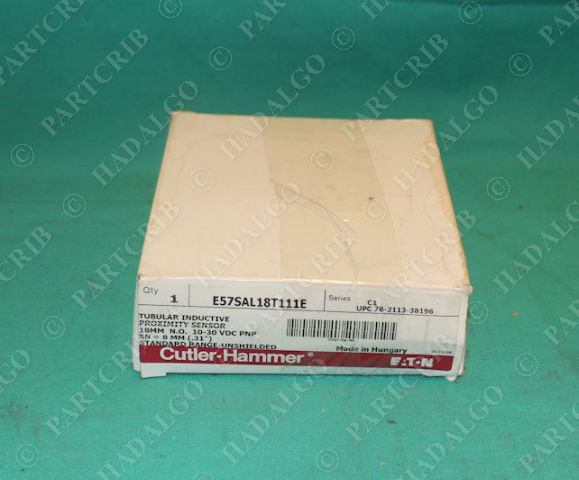 Qty
1
E57SAL18T111E
Series C1
UPC 78-2113-38196
TUBULAR INDUCTIVE
PROXIMITY SENSOR
18MM N.O. 10-30 VDC PNP
SN = 8 MM (.31")
STANDARD RANGE-UNSHIELDED
Made in Hungary
Cutler-Hammer®
EATON
© PARTCRIB
© HADALGO